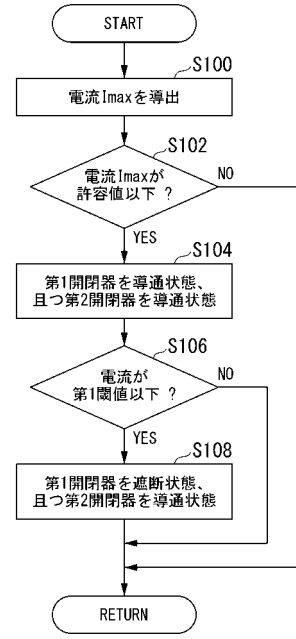 START
S100
電流Imaxを導出
S102
電流Imaxが
許容値以下 ?
NO
YES
S104
第1開閉器を導通状態、
且つ第2開閉器を導通状態
S106
電流が
第1閾値以下 ?
NO
YES
S108
第1開閉器を遮断状態、
且つ第2開閉器を導通状態
RETURN